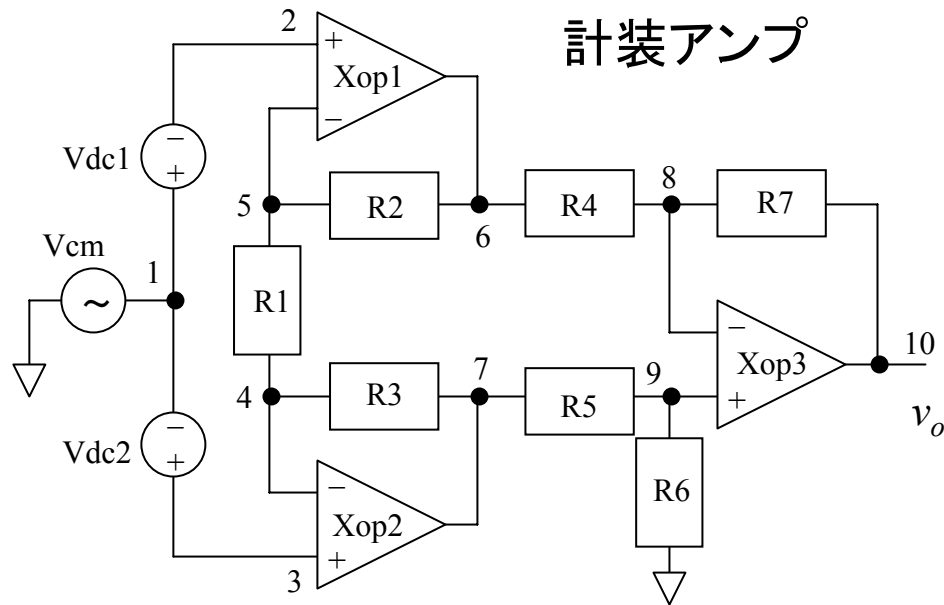 計装アンプ
2
+
Xop1
−
−
Vdc1
+
5
R2
6
R4
8
R7
Vcm
1
~
R1
−
Xop3
+
10
v_o
4
R3
7
R5
9
−
Vdc2
+
−
Xop2
+
3
R6